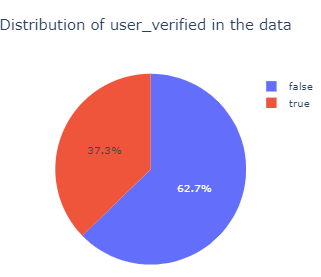 Distribution of user_verified in the data
false
true
37.3%
62.7%